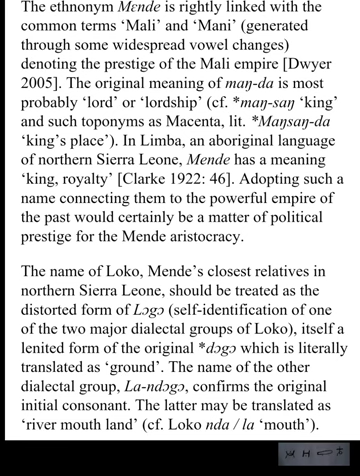 The ethnonym Mɛnde is rightly linked with the
common terms ‘Mali’ and ‘Mani’ (generated
through some widespread vowel changes)
denoting the prestige of the Mali empire [Dwyer
2005]. The original meaning of maŋ-da is most
probably ‘lord’ or ‘lordship’ (cf. *maŋ-saŋ ‘king’
and such toponyms as Macenta, lit. *Maŋsaŋ-da
‘king’s place’). In Limba, an aboriginal language
of northern Sierra Leone, Mende has a meaning
‘king, royalty’ [Clarke 1922: 46]. Adopting such a
name connecting them to the powerful empire of
the past would certainly be a matter of political
prestige for the Mende aristocracy.
The name of Loko, Mende’s closest relatives in
northern Sierra Leone, should be treated as the
distorted form of Lɔgɔ (self-identification of one
of the two major dialectal groups of Loko), itself a
lenited form of the original *dɔgɔ which is literally
translated as ‘ground’. The name of the other
dialectal group, La-ndɔgɔ, confirms the original
initial consonant. The latter may be translated as
‘river mouth land’ (cf. Loko nda / la ‘mouth’).